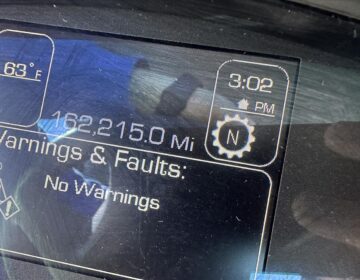 63°F
3:02
PM
N
162,215.0 Mi
Warnings & Faults:
No Warnings